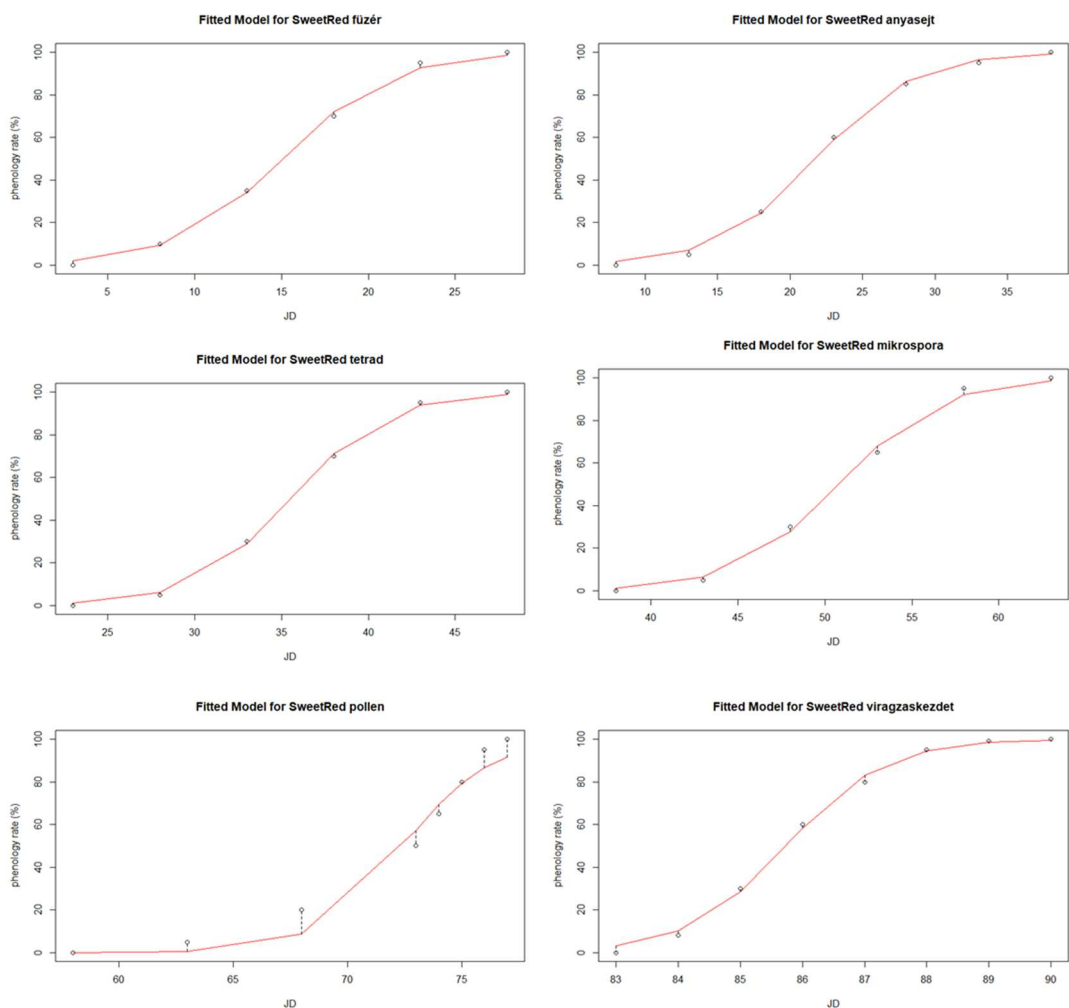 Fitted Model for SweetRed füzér
phenology rate (%)
0 20 40 60 80 100
5 10 15 20 25
JD
Fitted Model for SweetRed anyasejt
phenology rate (%)
0 20 40 60 80 100
10 15 20 25 30 35
JD
Fitted Model for SweetRed tetrad
phenology rate (%)
0 20 40 60 80 100
25 30 35 40 45
JD
Fitted Model for SweetRed mikrospora
phenology rate (%)
0 20 40 60 80 100
40 45 50 55 60
JD
Fitted Model for SweetRed pollen
phenology rate (%)
0 20 40 60 80 100
60 65 70 75
JD
Fitted Model for SweetRed viragzaskezdet
phenology rate (%)
0 20 40 60 80 100
83 84 85 86 87 88 89 90
JD